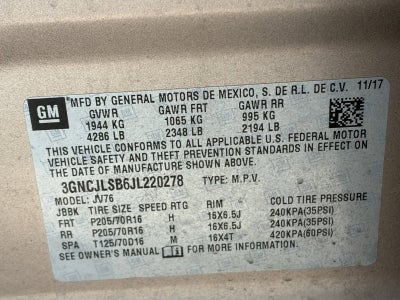 GM
MFD BY GENERAL MOTORS DE MEXICO, S. DE R.L. DE C.V. 11/17
GVWR GAWR FRT GAWR RR
1944 KG 1065 KG 995 KG
4286 LB 2348 LB 2194 LB
THIS VEHICLE CONFORMS TO ALL APPLICABLE U.S. FEDERAL MOTOR
VEHICLE SAFETY AND THEFT PREVENTION STANDARDS IN EFFECT ON
THE DATE OF MANUFACTURE SHOWN ABOVE.
3GNCJLSB6JL220278 TYPE: M.P.V.
MODEL: JV76
JBBK TIRE SIZE SPEED RTG RIM COLD TIRE PRESSURE
FRT P205/70R16 H 16X6.5J 240KPA(35PSI)
RR P205/70R16 H 16X6.5J 240KPA(35PSI)
SPA T125/70D16 M 16X4T 420KPA(60PSI)
SEE OWNER'S MANUAL FOR MORE INFORMATION.